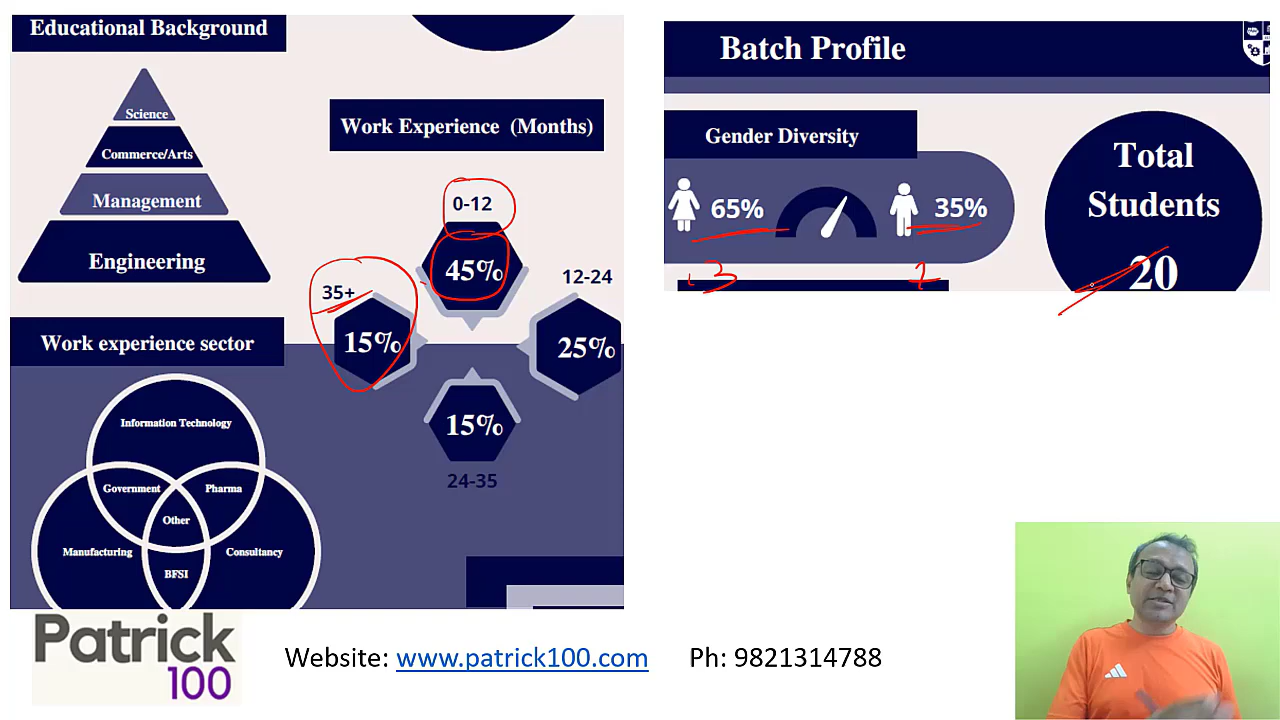 Educational Background
Science
Commerce/Arts
Management
Engineering
Work Experience (Months)
0-12
45%
12-24
25%
35+
15%
15%
24-35
Work experience sector
Information Technology
Government
Pharma
Other
Manufacturing
Consultancy
BFSI
Batch Profile
Gender Diversity
65%
35%
13
7
Total
Students
20
Patrick
100
Website: www.patrick100.com Ph: 9821314788